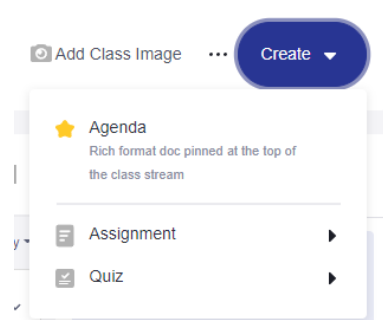 Add Class Image ••• Create
Agenda
Rich format doc pinned at the top of
the class stream
Assignment
Quiz